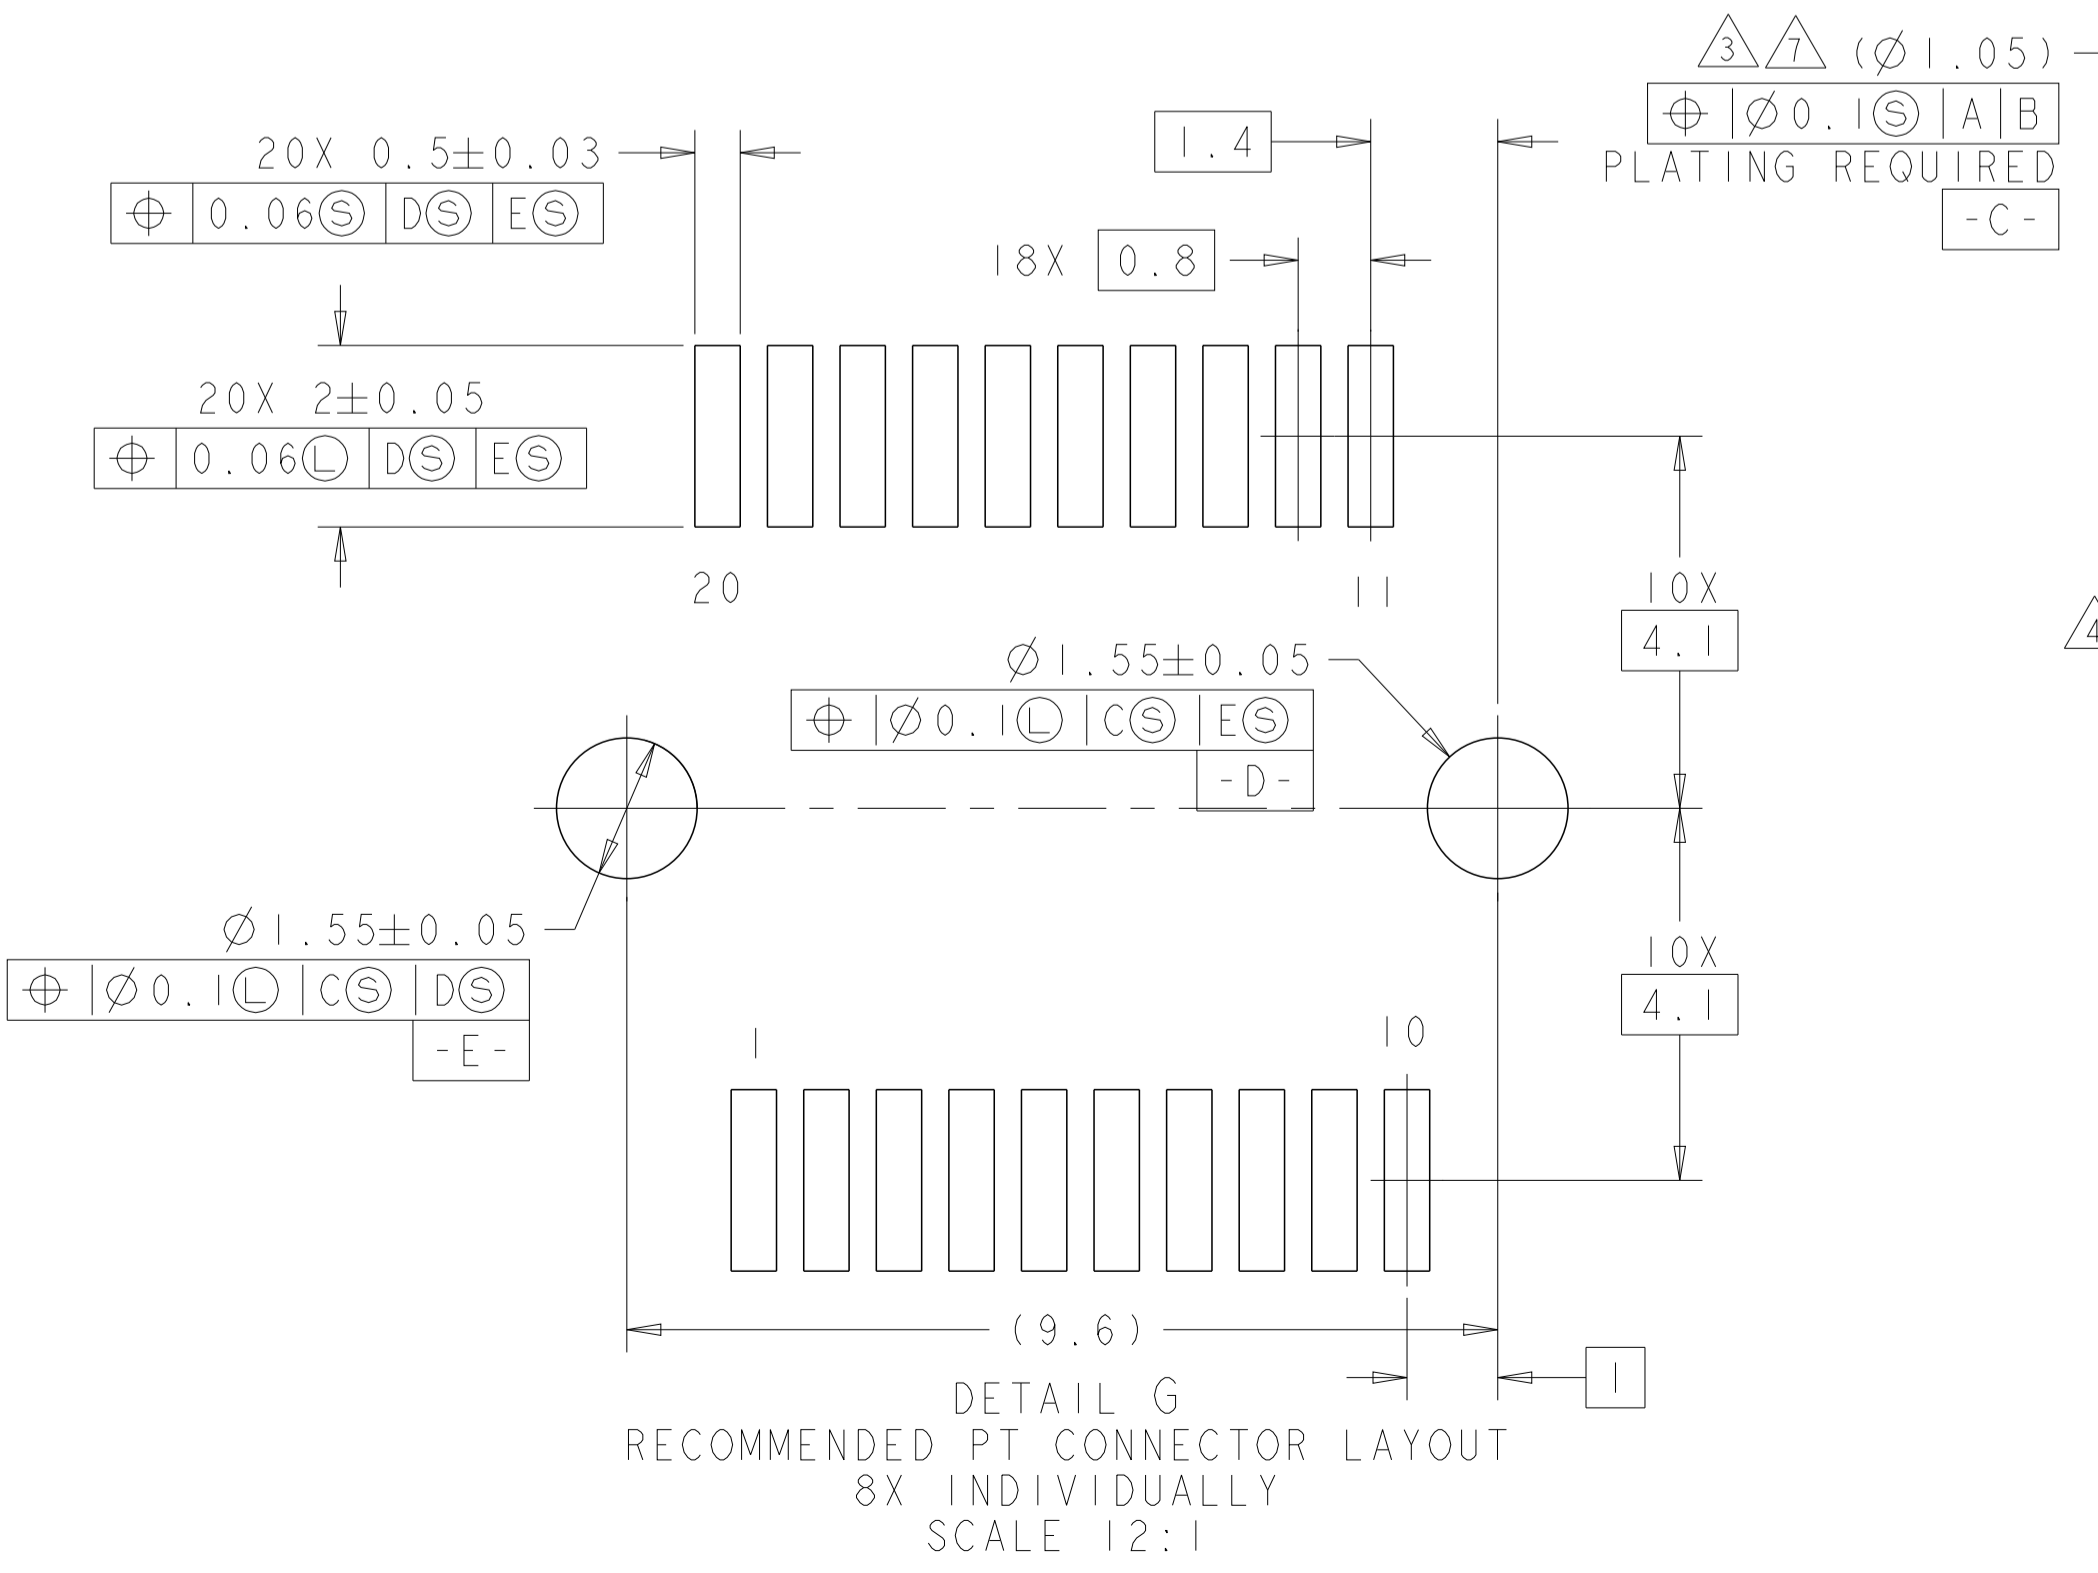 3 7 (Ø1.05)
⌖ Ø0.1Ⓢ A B
PLATING REQUIRED
-C-
20X 0.5±0.03
⌖ 0.06Ⓢ DⓈ EⓈ
1.4
18X 0.8
20X 2±0.05
⌖ 0.06Ⓛ DⓈ EⓈ
20
11
10X
4.1
4
Ø1.55±0.05
⌖ Ø0.1Ⓛ CⓈ EⓈ
-D-
Ø1.55±0.05
⌖ Ø0.1Ⓛ CⓈ DⓈ
-E-
10X
4.1
1
10
(9.6)
1
DETAIL G
RECOMMENDED PT CONNECTOR LAYOUT
8X INDIVIDUALLY
SCALE 12:1